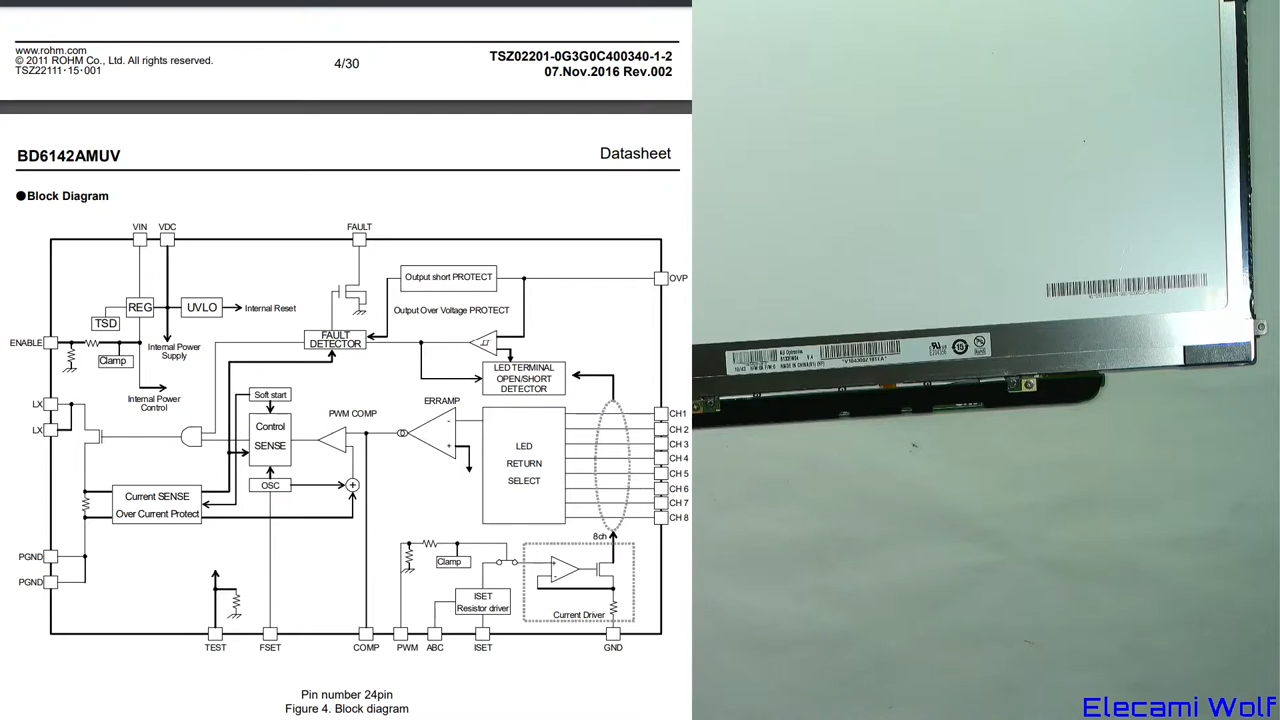 www.rohm.com
© 2011 ROHM Co., Ltd. All rights reserved.
TSZ22111・15・001
4/30
TSZ02201-0G3G0C400340-1-2
07.Nov.2016 Rev.002
BD6142AMUV
Datasheet
●Block Diagram
VIN
VDC
FAULT
Output short PROTECT
OVP
REG
UVLO
Internal Reset
Output Over Voltage PROTECT
TSD
FAULT
DETECTOR
ENABLE
Clamp
Internal Power
Supply
LED TERMINAL
OPEN/SHORT
DETECTOR
Internal Power
Control
Soft start
LX
LX
ERRAMP
PWM COMP
Control
SENSE
CH1
CH 2
CH 3
CH 4
CH 5
CH 6
CH 7
CH 8
LED
RETURN
SELECT
OSC
Current SENSE
Over Current Protect
8ch
PGND
PGND
Clamp
ISET
Resistor driver
Current Driver
TEST
FSET
COMP
PWM
ABC
ISET
GND
Pin number 24pin
Figure 4. Block diagram
AU Optronics
MADE IN CHINA
15
Elecami Wolf